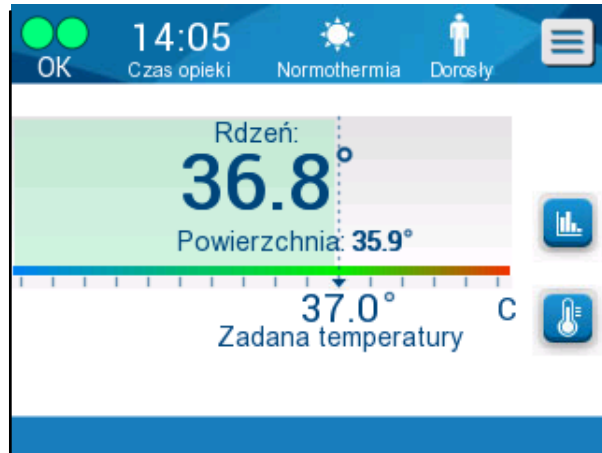 OK
14:05
Czas opieki
Normothermia
Dorosły
Rdzeń:
36.8°
Powierzchnia: 35.9°
37.0° C
Zadana temperatury